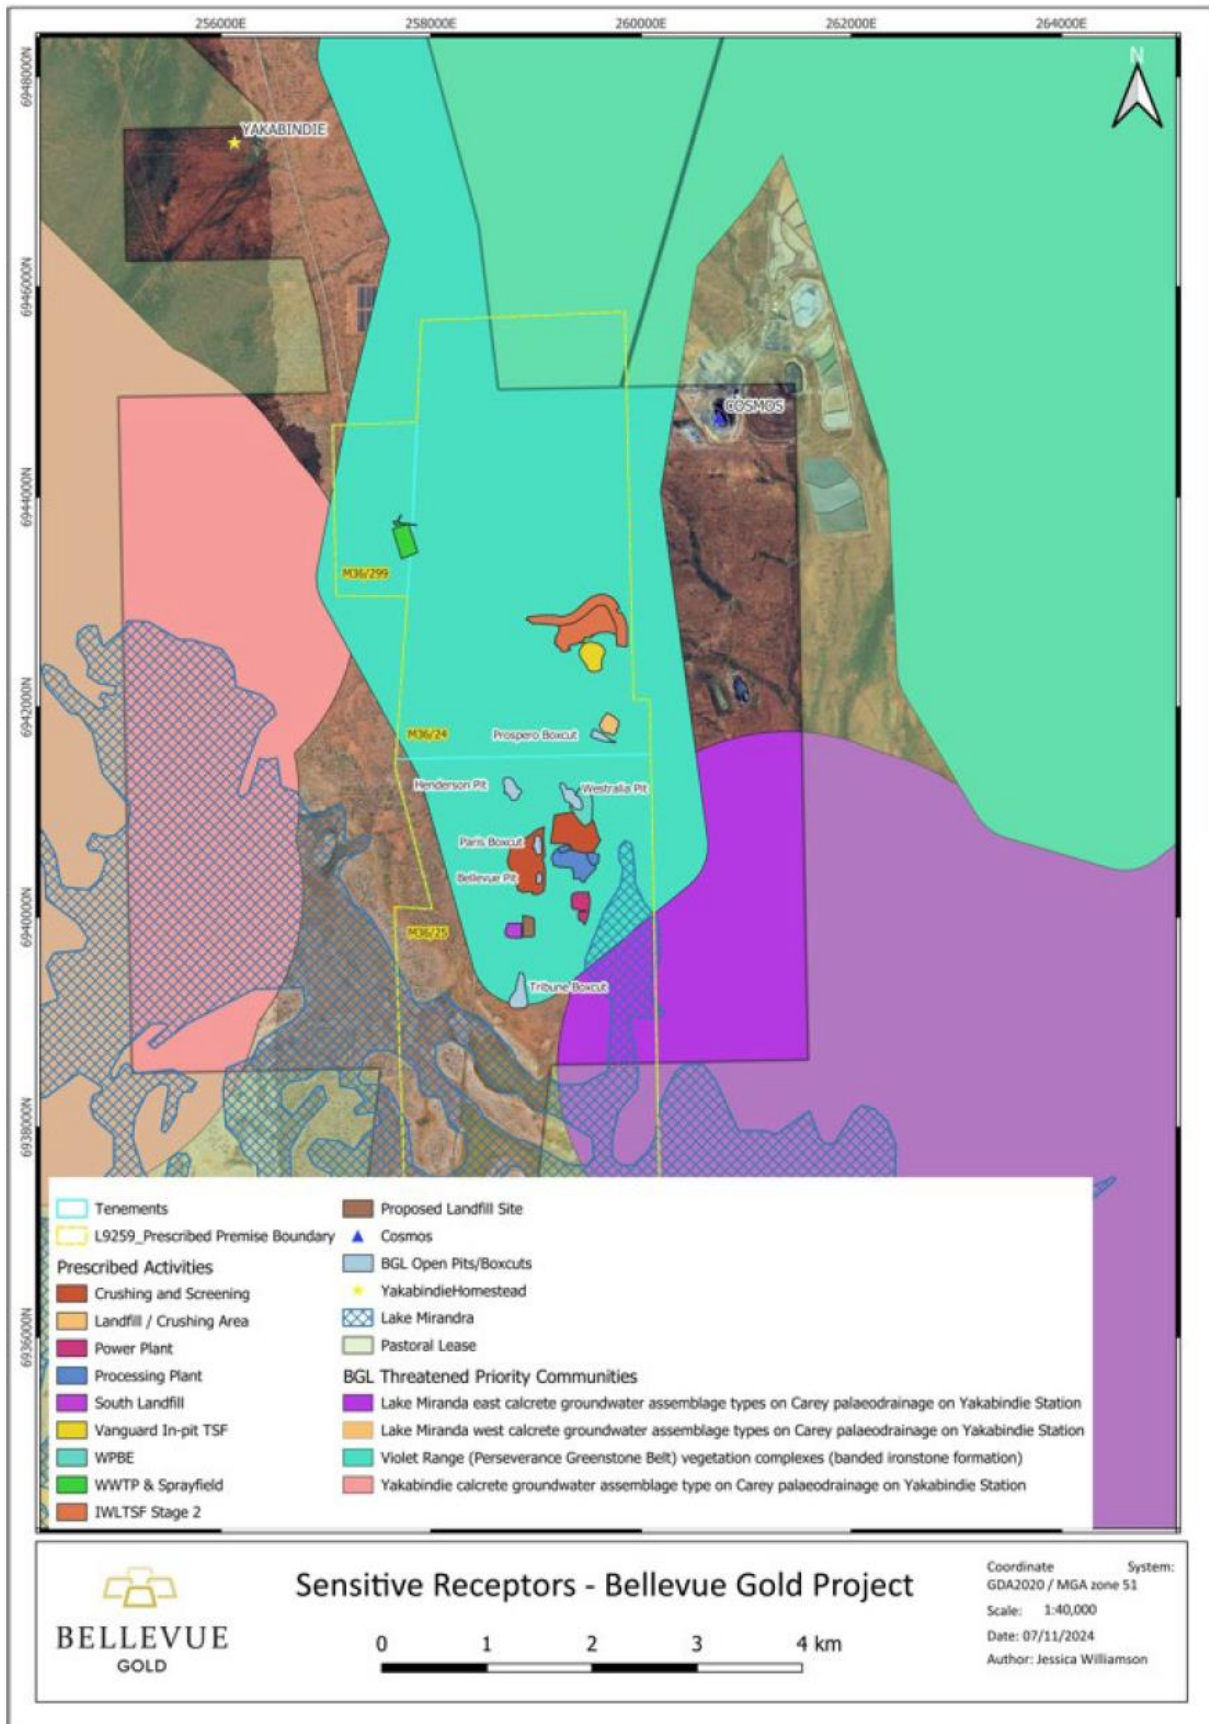 256000E 258000E 260000E 262000E 264000E
6948000N
6946000N
6944000N
6942000N
6940000N
6938000N
6936000N
N
YAKABINDIE
COSMOS
M36/299
M36/24
Prospero Boxcut
Henderson Pit
Westralia Pit
Paris Boxcut
Bellevue Pit
M36/25
Tribune Boxcut
Tenements
L9259_Prescribed Premise Boundary
Prescribed Activities
Crushing and Screening
Landfill / Crushing Area
Power Plant
Processing Plant
South Landfill
Vanguard In-pit TSF
WPBE
WWTP & Sprayfield
IWLTSF Stage 2
Proposed Landfill Site
Cosmos
BGL Open Pits/Boxcuts
YakabindieHomestead
Lake Mirandra
Pastoral Lease
BGL Threatened Priority Communities
Lake Miranda east calcrete groundwater assemblage types on Carey palaeodrainage on Yakabindie Station
Lake Miranda west calcrete groundwater assemblage types on Carey palaeodrainage on Yakabindie Station
Violet Range (Perseverance Greenstone Belt) vegetation complexes (banded ironstone formation)
Yakabindie calcrete groundwater assemblage type on Carey palaeodrainage on Yakabindie Station
BELLEVUE
GOLD
Sensitive Receptors - Bellevue Gold Project
0 1 2 3 4 km
Coordinate System:
GDA2020 / MGA zone 51
Scale: 1:40,000
Date: 07/11/2024
Author: Jessica Williamson